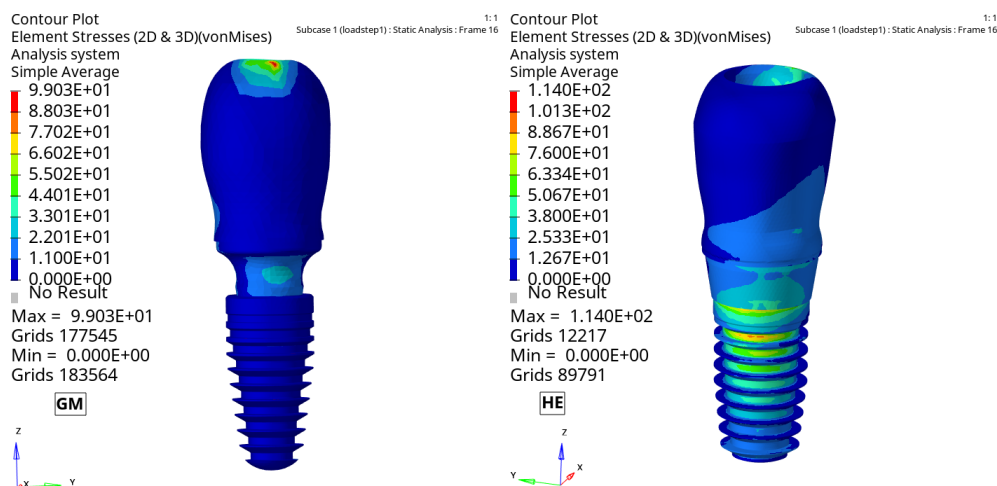 Contour Plot
Element Stresses (2D & 3D)(vonMises)
Analysis system
Simple Average
1: 1
Subcase 1 (loadstep1) : Static Analysis : Frame 16
9.903E+01
8.803E+01
7.702E+01
6.602E+01
5.502E+01
4.401E+01
3.301E+01
2.201E+01
1.100E+01
0.000E+00
No Result
Max = 9.903E+01
Grids 177545
Min = 0.000E+00
Grids 183564
GM
Z
X
Y
Contour Plot
Element Stresses (2D & 3D)(vonMises)
Analysis system
Simple Average
1: 1
Subcase 1 (loadstep1) : Static Analysis : Frame 16
1.140E+02
1.013E+02
8.867E+01
7.600E+01
6.334E+01
5.067E+01
3.800E+01
2.533E+01
1.267E+01
0.000E+00
No Result
Max = 1.140E+02
Grids 12217
Min = 0.000E+00
Grids 89791
HE
Z
X
Y